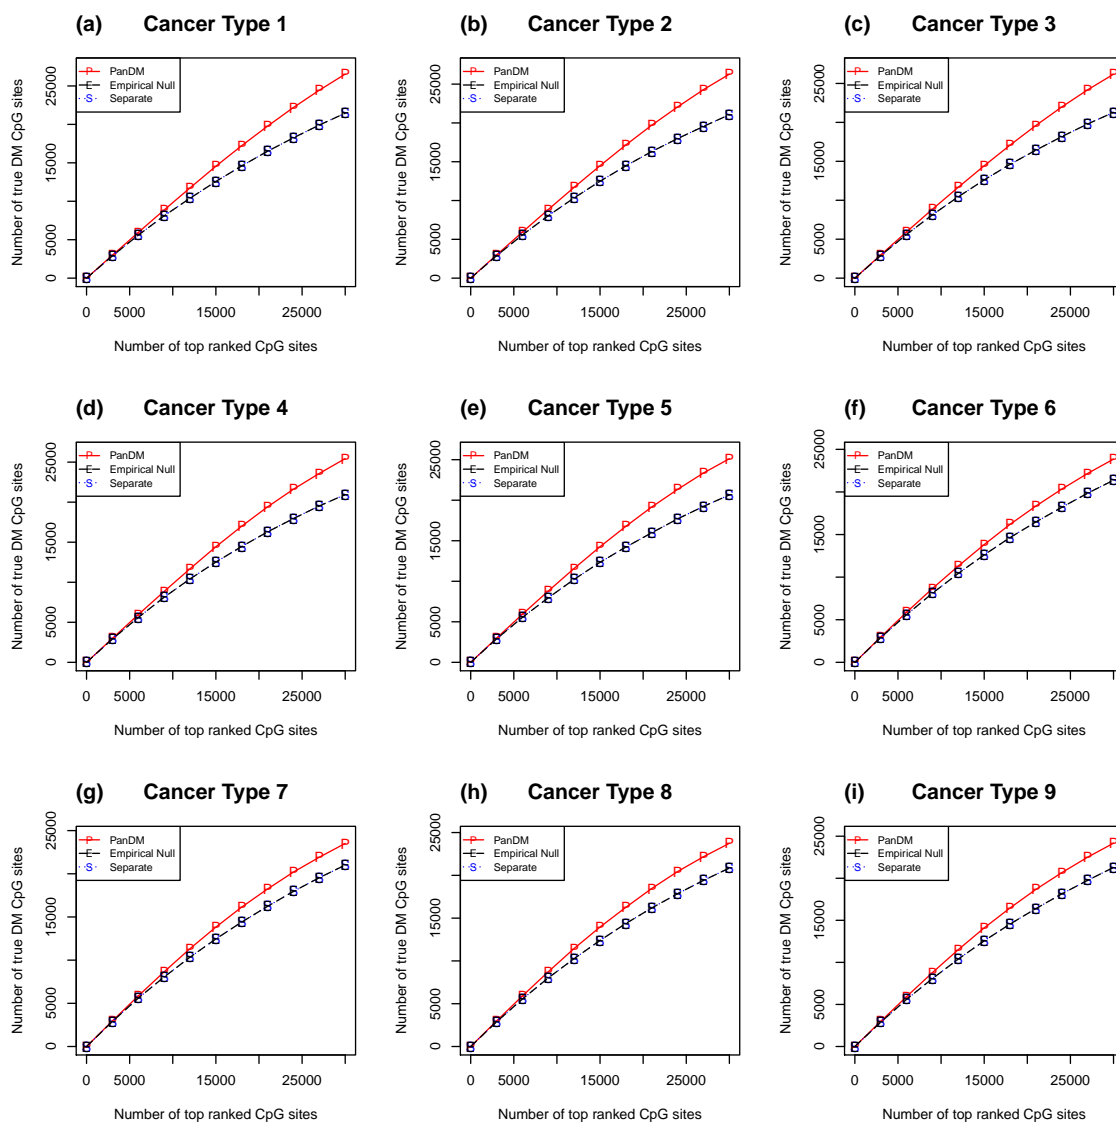 (a) Cancer Type 1
PanDM
Empirical Null
Separate
Number of true DM CpG sites
0 5000 15000 25000
0 5000 15000 25000
Number of top ranked CpG sites
(b) Cancer Type 2
PanDM
Empirical Null
Separate
Number of true DM CpG sites
0 5000 15000 25000
0 5000 15000 25000
Number of top ranked CpG sites
(c) Cancer Type 3
PanDM
Empirical Null
Separate
Number of true DM CpG sites
0 5000 15000 25000
0 5000 15000 25000
Number of top ranked CpG sites
(d) Cancer Type 4
PanDM
Empirical Null
Separate
Number of true DM CpG sites
0 5000 15000 25000
0 5000 15000 25000
Number of top ranked CpG sites
(e) Cancer Type 5
PanDM
Empirical Null
Separate
Number of true DM CpG sites
0 5000 15000 25000
0 5000 15000 25000
Number of top ranked CpG sites
(f) Cancer Type 6
PanDM
Empirical Null
Separate
Number of true DM CpG sites
0 5000 15000 25000
0 5000 15000 25000
Number of top ranked CpG sites
(g) Cancer Type 7
PanDM
Empirical Null
Separate
Number of true DM CpG sites
0 5000 15000 25000
0 5000 15000 25000
Number of top ranked CpG sites
(h) Cancer Type 8
PanDM
Empirical Null
Separate
Number of true DM CpG sites
0 5000 15000 25000
0 5000 15000 25000
Number of top ranked CpG sites
(i) Cancer Type 9
PanDM
Empirical Null
Separate
Number of true DM CpG sites
0 5000 15000 25000
0 5000 15000 25000
Number of top ranked CpG sites